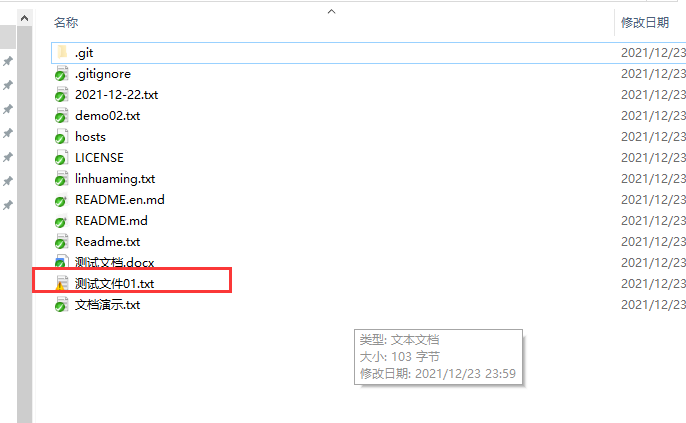 名称 修改日期
.git 2021/12/23
.gitignore 2021/12/23
2021-12-22.txt 2021/12/23
demo02.txt 2021/12/23
hosts 2021/12/23
LICENSE 2021/12/23
linhuaming.txt 2021/12/23
README.en.md 2021/12/23
README.md 2021/12/23
Readme.txt 2021/12/23
测试文档.docx 2021/12/23
测试文件01.txt 2021/12/23
文档演示.txt 2021/12/23
类型: 文本文档
大小: 103 字节
修改日期: 2021/12/23 23:59